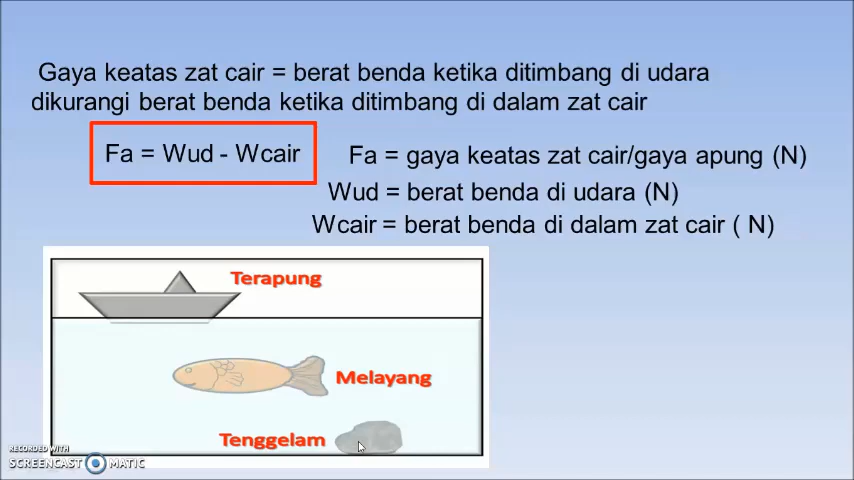 Gaya keatas zat cair = berat benda ketika ditimbang di udara
dikurangi berat benda ketika ditimbang di dalam zat cair
Fa = Wud - Wcair
Fa = gaya keatas zat cair/gaya apung (N)
Wud = berat benda di udara (N)
Wcair = berat benda di dalam zat cair ( N)
Terapung
Melayang
Tenggelam
RECORDED WITH
SCREENCAST MATIC